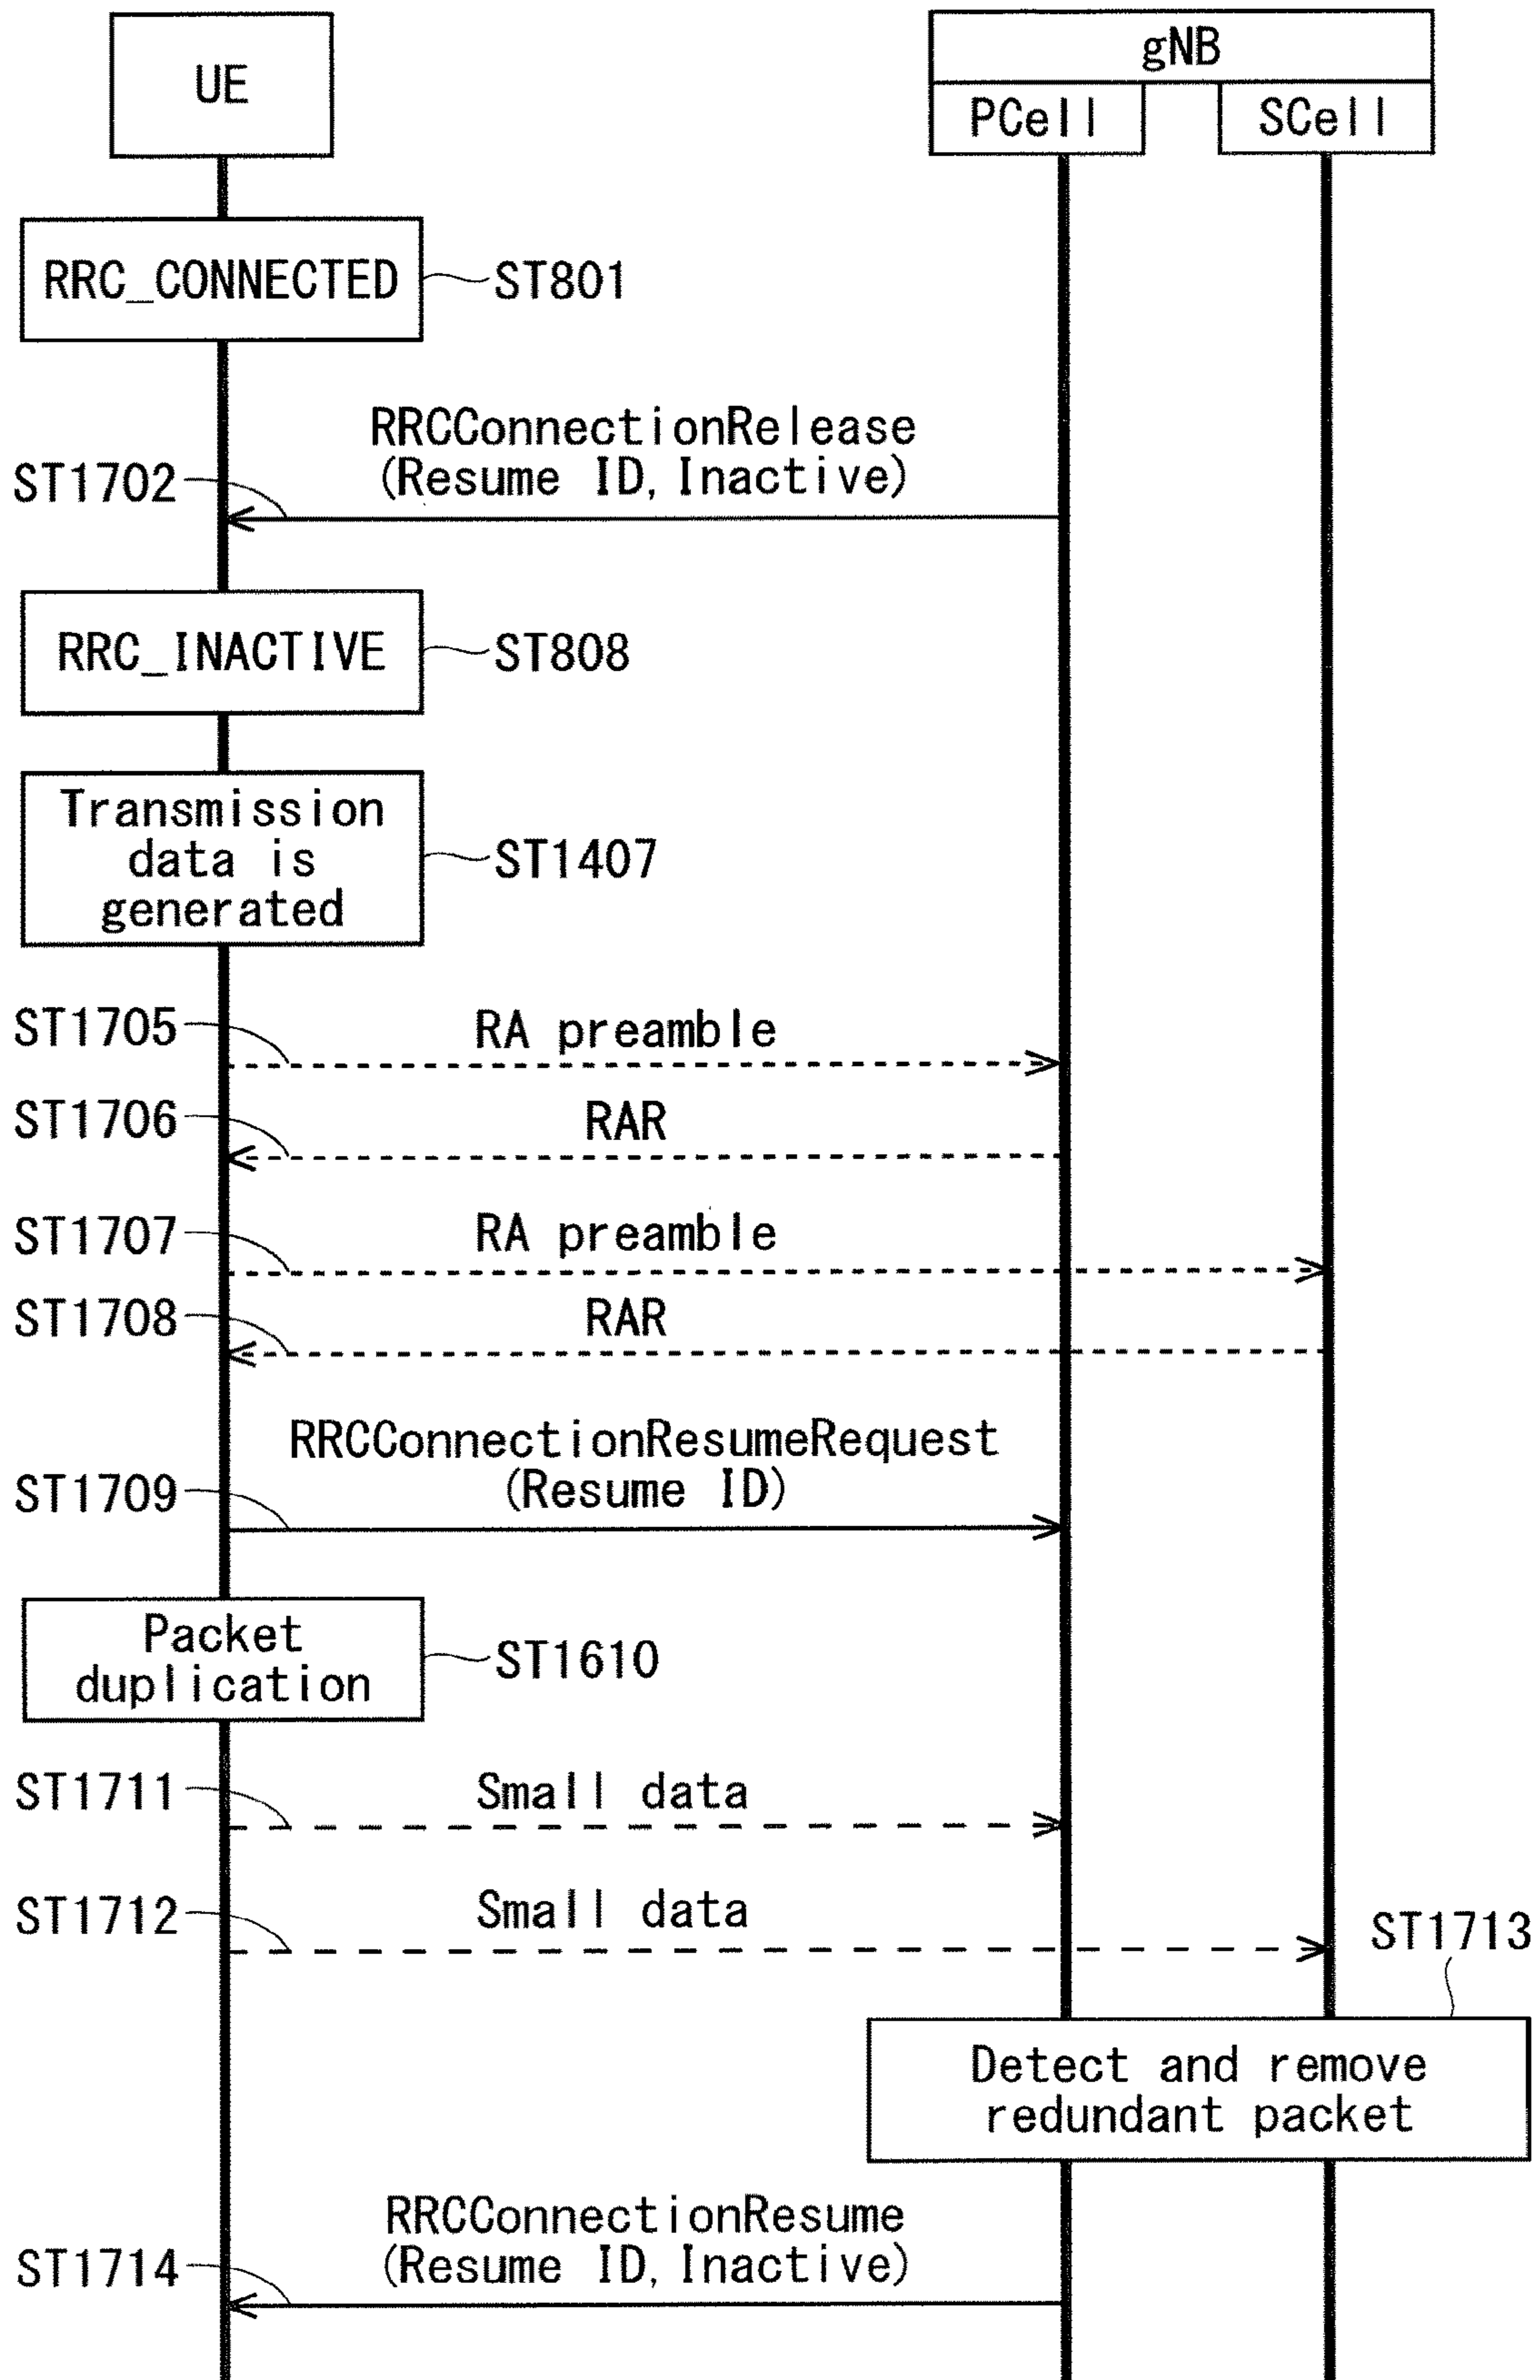 UE
gNB
PCell
SCell
RRC_CONNECTED
ST801
RRCConnectionRelease
(Resume ID, Inactive)
ST1702
RRC_INACTIVE
ST808
Transmission
data is
generated
ST1407
ST1705
RA preamble
ST1706
RAR
ST1707
RA preamble
ST1708
RAR
RRCConnectionResumeRequest
(Resume ID)
ST1709
Packet
duplication
ST1610
ST1711
Small data
ST1712
Small data
ST1713
Detect and remove
redundant packet
RRCConnectionResume
(Resume ID, Inactive)
ST1714